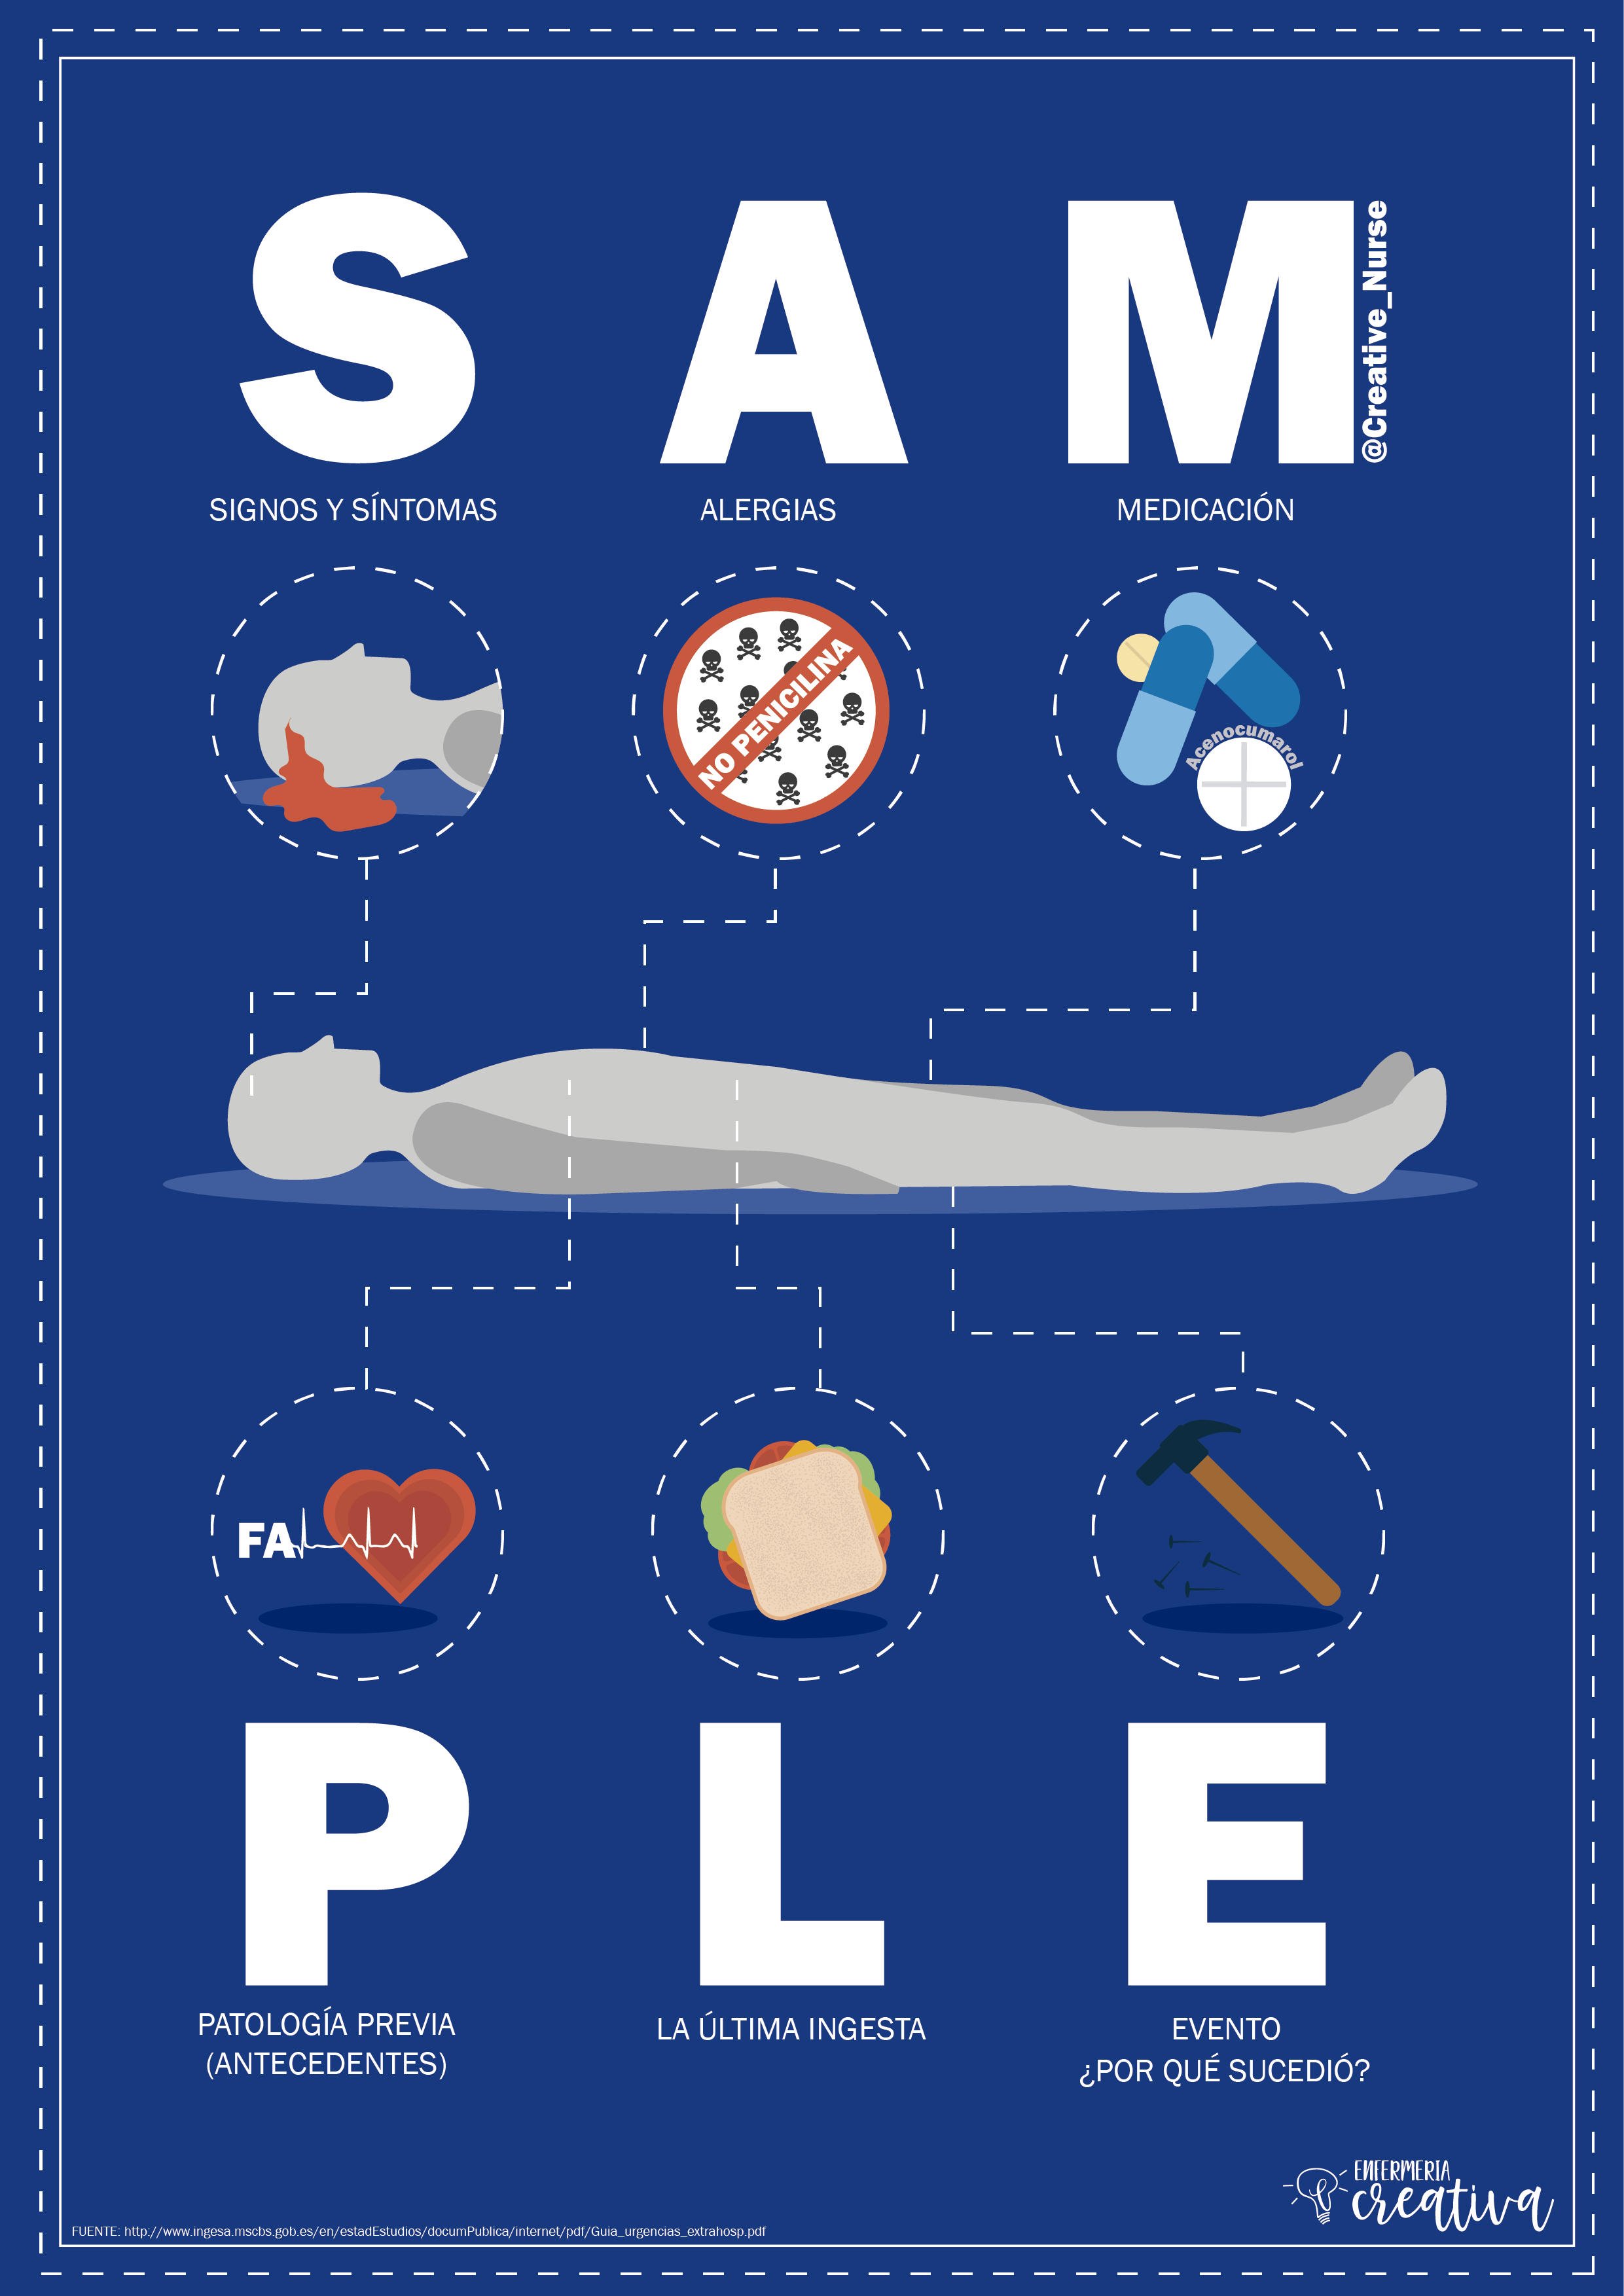 S A M
@Creative_Nurse
SIGNOS Y SÍNTOMAS
ALERGIAS
MEDICACIÓN
NO PENICILINA
Acenocumarol
FA
P L E
PATOLOGÍA PREVIA
(ANTECEDENTES)
LA ÚLTIMA INGESTA
EVENTO
¿POR QUÉ SUCEDIÓ?
ENFERMERIA
creativa
FUENTE: http://www.ingesa.mscbs.gob.es/en/estadEstudios/documPublica/internet/pdf/Guia_urgencias_extrahosp.pdf